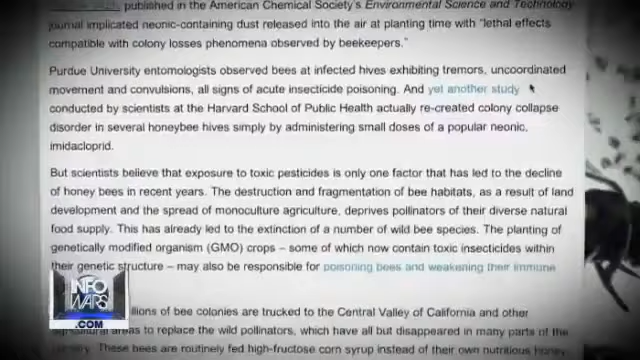 published in the American Chemical Society's Environmental Science and Technology
journal implicated neonic-containing dust released into the air at planting time with "lethal effects
compatible with colony losses phenomena observed by beekeepers."
Purdue University entomologists observed bees at infected hives exhibiting tremors, uncoordinated
movement and convulsions, all signs of acute insecticide poisoning. And yet another study
conducted by scientists at the Harvard School of Public Health actually re-created colony collapse
disorder in several honeybee hives simply by administering small doses of a popular neonic,
imidacloprid.
But scientists believe that exposure to toxic pesticides is only one factor that has led to the decline
of honey bees in recent years. The destruction and fragmentation of bee habitats, as a result of land
development and the spread of monoculture agriculture, deprives pollinators of their diverse natural
food supply. This has already led to the extinction of a number of wild bee species. The planting of
genetically modified organism (GMO) crops – some of which now contain toxic insecticides within
their genetic structure – may also be responsible for poisoning bees and weakening their immune
llions of bee colonies are trucked to the Central Valley of California and other
areas to replace the wild pollinators, which have all but disappeared in many parts of the
These bees are routinely fed high-fructose corn syrup instead of their own nutritious
INFO
WARS
.COM